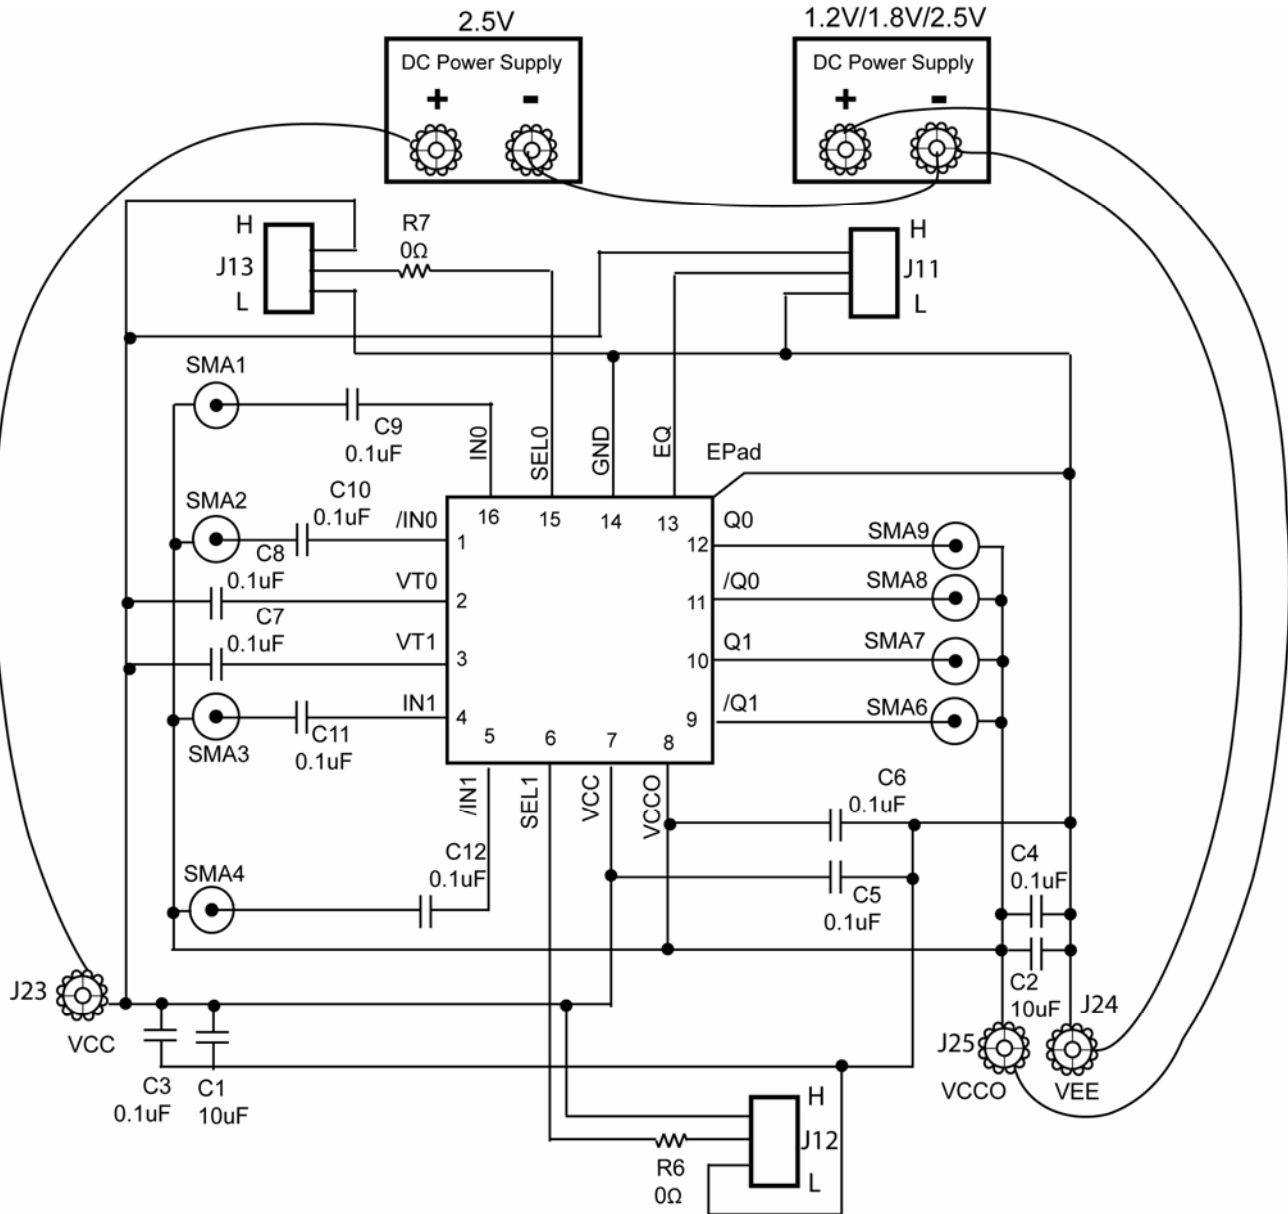 2.5V
1.2V/1.8V/2.5V
DC Power Supply
+ -
DC Power Supply
+ -
H
J13
L
R7
0Ω
H
J11
L
SMA1
C9
0.1uF
IN0
SEL0
GND
EQ
EPad
SMA2
C10
0.1uF
/IN0
16
15
14
13
Q0
SMA9
1
12
C8
0.1uF
VT0
/Q0
SMA8
2
11
C7
0.1uF
VT1
Q1
SMA7
3
10
IN1
/Q1
SMA6
4
9
SMA3
C11
0.1uF
5
6
7
8
/IN1
SEL1
VCC
VCCO
C6
0.1uF
SMA4
C12
0.1uF
C5
0.1uF
C4
0.1uF
C2
10uF
J23
VCC
J24
J25
VCCO
VEE
C3
0.1uF
C1
10uF
H
J12
L
R6
0Ω